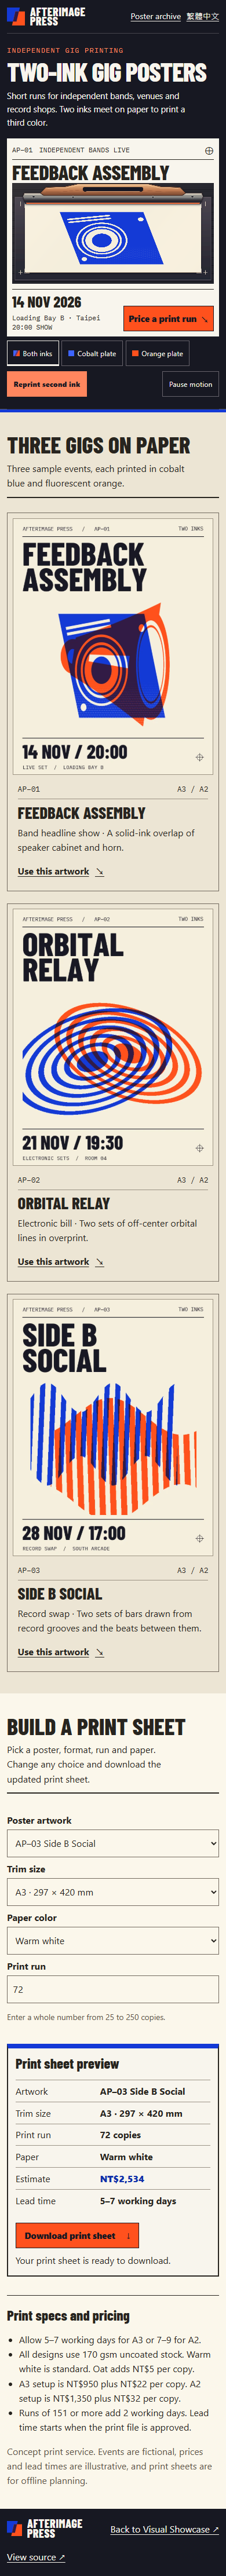 AFTERIMAGE
PRESS
Poster archive 繁體中文
INDEPENDENT GIG PRINTING
TWO-INK GIG POSTERS
Short runs for independent bands, venues and
record shops. Two inks meet on paper to print a
third color.
AP—01 INDEPENDENT BANDS LIVE
FEEDBACK ASSEMBLY
14 NOV 2026
Loading Bay B · Taipei
20:00 SHOW
Price a print run ↘
Both inks
Cobalt plate
Orange plate
Reprint second ink
Pause motion
THREE GIGS ON PAPER
Three sample events, each printed in cobalt
blue and fluorescent orange.
AFTERIMAGE PRESS / AP—01 TWO INKS
FEEDBACK
ASSEMBLY
14 NOV / 20:00
LIVE SET / LOADING BAY B
AP—01 A3 / A2
FEEDBACK ASSEMBLY
Band headline show · A solid-ink overlap of
speaker cabinet and horn.
Use this artwork ↘
AFTERIMAGE PRESS / AP—02 TWO INKS
ORBITAL
RELAY
21 NOV / 19:30
ELECTRONIC SETS / ROOM 04
AP—02 A3 / A2
ORBITAL RELAY
Electronic bill · Two sets of off-center orbital
lines in overprint.
Use this artwork ↘
AFTERIMAGE PRESS / AP—03 TWO INKS
SIDE B
SOCIAL
28 NOV / 17:00
RECORD SWAP / SOUTH ARCADE
AP—03 A3 / A2
SIDE B SOCIAL
Record swap · Two sets of bars drawn from
record grooves and the beats between them.
Use this artwork ↘
BUILD A PRINT SHEET
Pick a poster, format, run and paper.
Change any choice and download the
updated print sheet.
Poster artwork
AP–03 Side B Social
Trim size
A3 · 297 × 420 mm
Paper color
Warm white
Print run
72
Enter a whole number from 25 to 250 copies.
Print sheet preview
Artwork AP–03 Side B Social
Trim size A3 · 297 × 420 mm
Print run 72 copies
Paper Warm white
Estimate NT$2,534
Lead time 5–7 working days
Download print sheet ↓
Your print sheet is ready to download.
Print specs and pricing
• Allow 5–7 working days for A3 or 7–9 for A2.
• All designs use 170 gsm uncoated stock. Warm
white is standard. Oat adds NT$5 per copy.
• A3 setup is NT$950 plus NT$22 per copy. A2
setup is NT$1,350 plus NT$32 per copy.
• Runs of 151 or more add 2 working days. Lead
time starts when the print file is approved.
Concept print service. Events are fictional, prices
and lead times are illustrative, and print sheets are
for offline planning.
AFTERIMAGE
PRESS
Back to Visual Showcase ↗
View source ↗